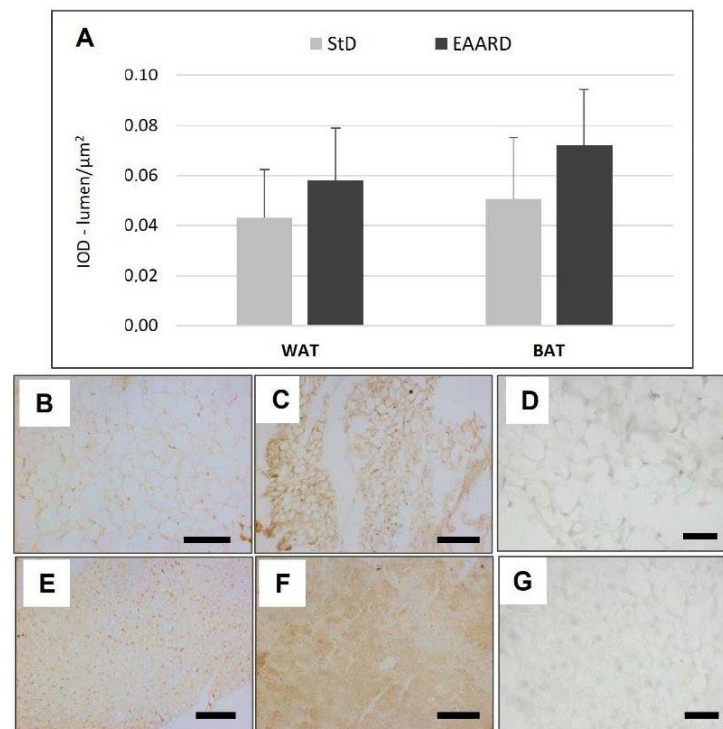 A
StD EAARD
IOD - lumen/µm²
0.10
0.08
0.06
0.04
0.02
0.00
WAT BAT
B C D
E F G